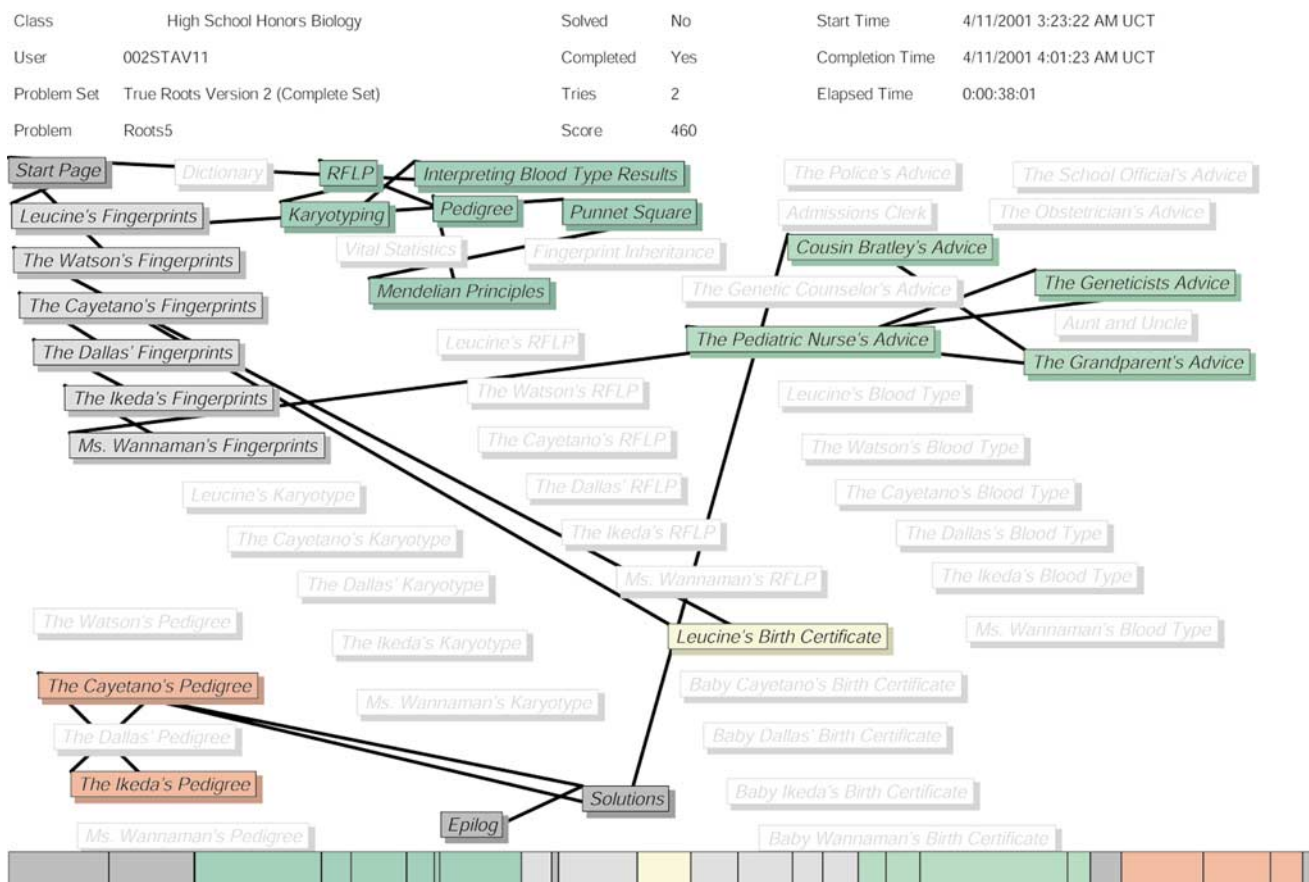 Class High School Honors Biology Solved No Start Time 4/11/2001 3:23:22 AM UCT
User 002STAV11 Completed Yes Completion Time 4/11/2001 4:01:23 AM UCT
Problem Set True Roots Version 2 (Complete Set) Tries 2 Elapsed Time 0:00:38:01
Problem Roots5 Score 460
Start Page Dictionary RFLP Interpreting Blood Type Results The Police's Advice The School Official's Advice
Leucine's Fingerprints Karyotyping Pedigree Punnet Square Admissions Clerk The Obstetrician's Advice
The Watson's Fingerprints Vital Statistics Fingerprint Inheritance Cousin Bratley's Advice
Mendelian Principles The Genetic Counselor's Advice The Geneticists Advice
The Cayetano's Fingerprints Aunt and Uncle
The Dallas' Fingerprints Leucine's RFLP The Pediatric Nurse's Advice The Grandparent's Advice
The Ikeda's Fingerprints The Watson's RFLP Leucine's Blood Type
Ms. Wannaman's Fingerprints The Cayetano's RFLP The Watson's Blood Type
Leucine's Karyotype The Dallas' RFLP The Cayetano's Blood Type
The Cayetano's Karyotype The Ikeda's RFLP The Dallas's Blood Type
The Dallas' Karyotype Ms. Wannaman's RFLP The Ikeda's Blood Type
The Watson's Pedigree The Ikeda's Karyotype Leucine's Birth Certificate Ms. Wannaman's Blood Type
The Cayetano's Pedigree Ms. Wannaman's Karyotype Baby Cayetano's Birth Certificate
The Dallas' Pedigree Baby Dallas' Birth Certificate
The Ikeda's Pedigree Solutions Baby Ikeda's Birth Certificate
Ms. Wannaman's Pedigree Epilog Baby Wannaman's Birth Certificate